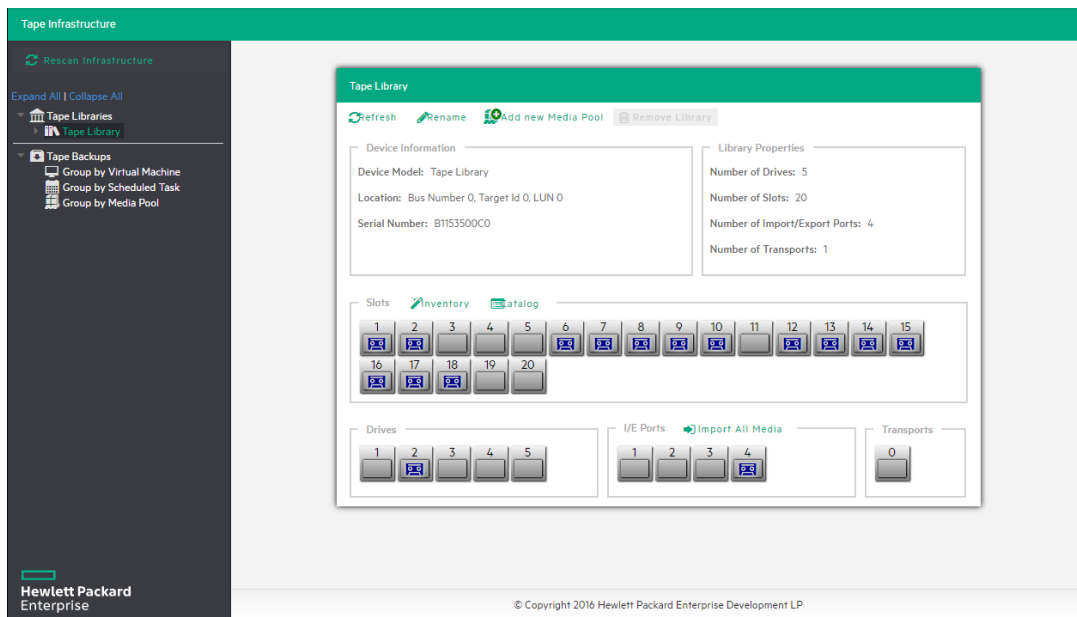 Tape Infrastructure
Rescan Infrastructure
Expand All | Collapse All
Tape Libraries
Tape Library
Tape Backups
Group by Virtual Machine
Group by Scheduled Task
Group by Media Pool
Tape Library
Refresh Rename Add new Media Pool Remove Library
Device Information
Device Model: Tape Library
Location: Bus Number 0, Target Id 0, LUN 0
Serial Number: B1153500C0
Library Properties
Number of Drives: 5
Number of Slots: 20
Number of Import/Export Ports: 4
Number of Transports: 1
Slots Inventory Catalog
1 2 3 4 5 6 7 8 9 10 11 12 13 14 15
16 17 18 19 20
Drives
1 2 3 4 5
I/E Ports Import All Media
1 2 3 4
Transports
0
Hewlett Packard
Enterprise
© Copyright 2016 Hewlett Packard Enterprise Development LP